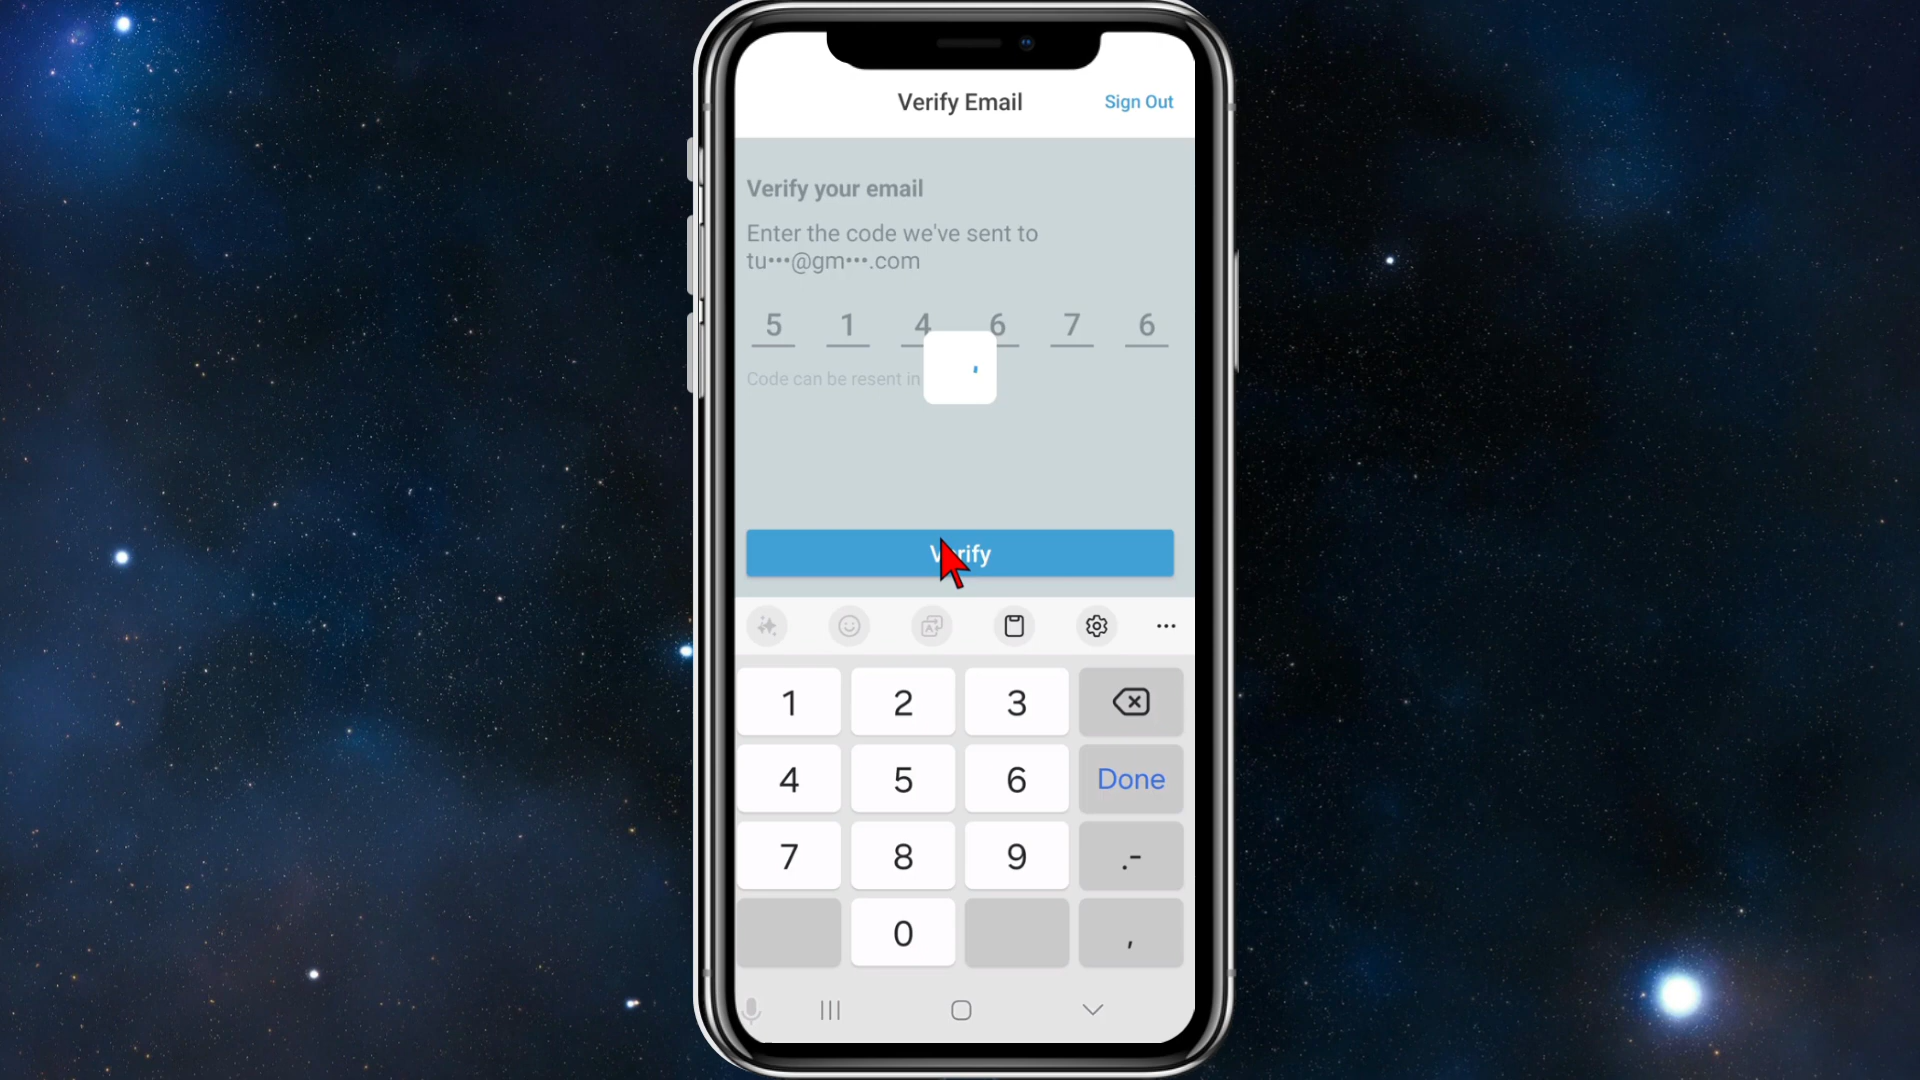 Verify Email
Sign Out
Verify your email
Enter the code we've sent to
tu•••@gm•••.com
5 1 4 6 7 6
Code can be resent in
Verify
1 2 3
4 5 6 Done
7 8 9 .-
0 ,